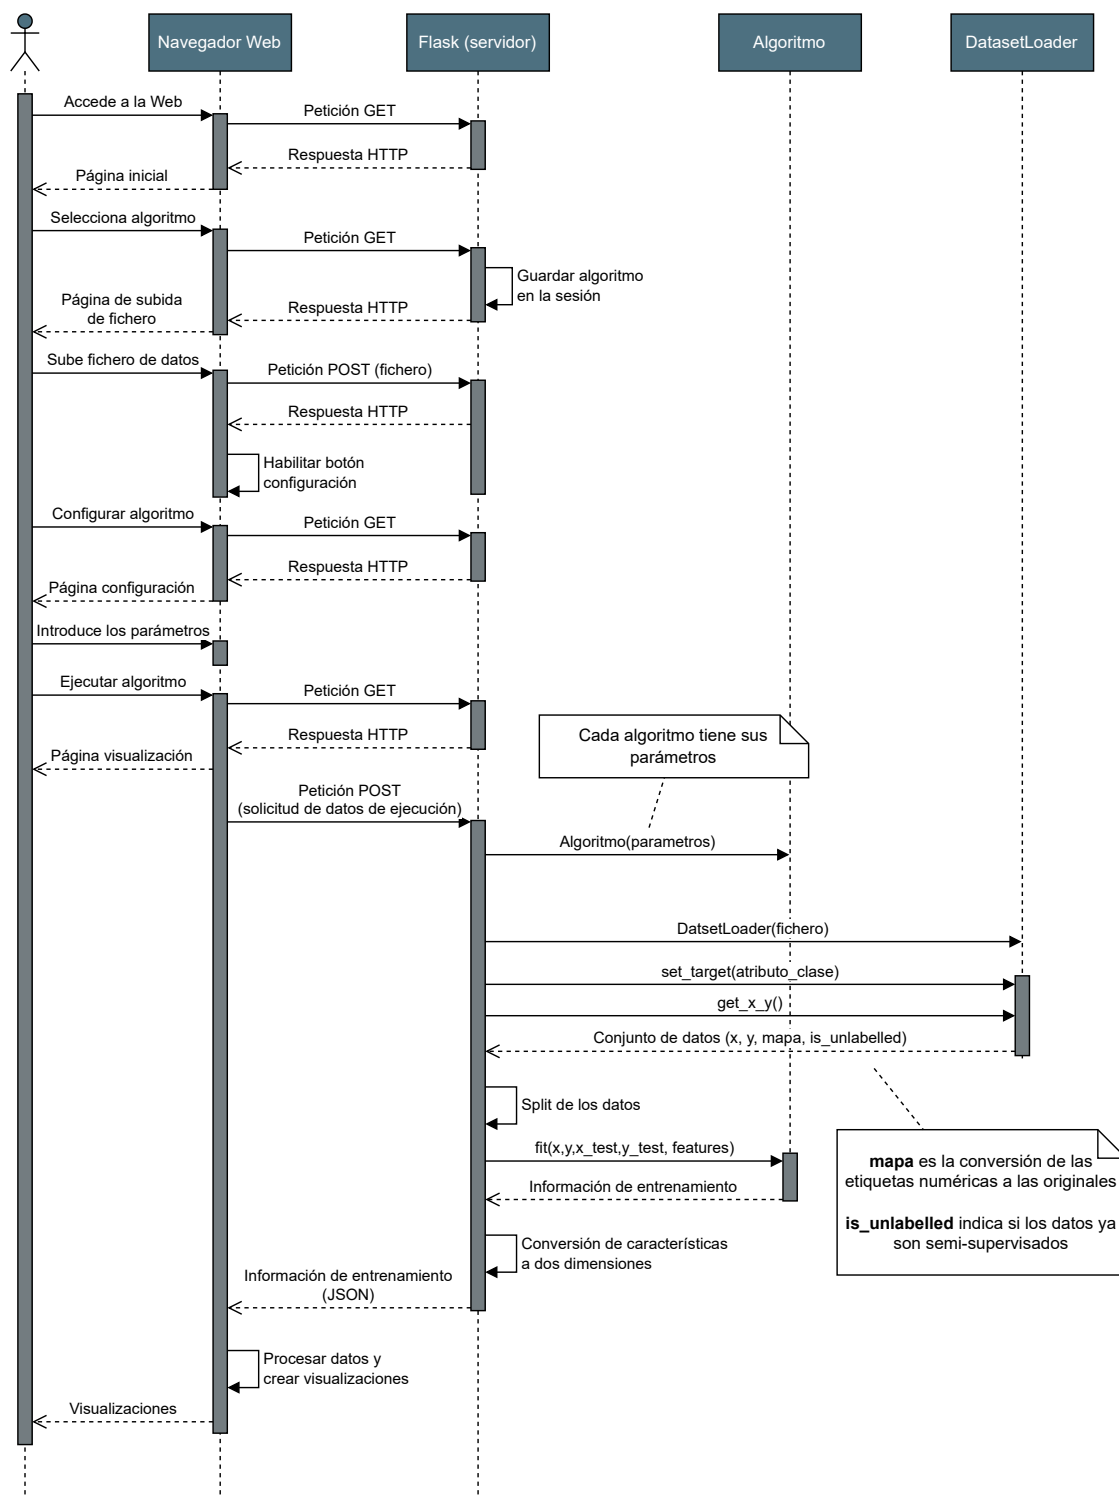 Navegador Web
Flask (servidor)
Algoritmo
DatasetLoader
Accede a la Web
Petición GET
Respuesta HTTP
Página inicial
Selecciona algoritmo
Petición GET
Guardar algoritmo
en la sesión
Respuesta HTTP
Página de subida
de fichero
Sube fichero de datos
Petición POST (fichero)
Respuesta HTTP
Habilitar botón
configuración
Configurar algoritmo
Petición GET
Respuesta HTTP
Página configuración
Introduce los parámetros
Ejecutar algoritmo
Petición GET
Respuesta HTTP
Página visualización
Cada algoritmo tiene sus
parámetros
Petición POST
(solicitud de datos de ejecución)
Algoritmo(parametros)
DatsetLoader(fichero)
set_target(atributo_clase)
get_x_y()
Conjunto de datos (x, y, mapa, is_unlabelled)
Split de los datos
fit(x,y,x_test,y_test, features)
Información de entrenamiento
mapa es la conversión de las
etiquetas numéricas a las originales
is_unlabelled indica si los datos ya
son semi-supervisados
Conversión de características
a dos dimensiones
Información de entrenamiento
(JSON)
Procesar datos y
crear visualizaciones
Visualizaciones